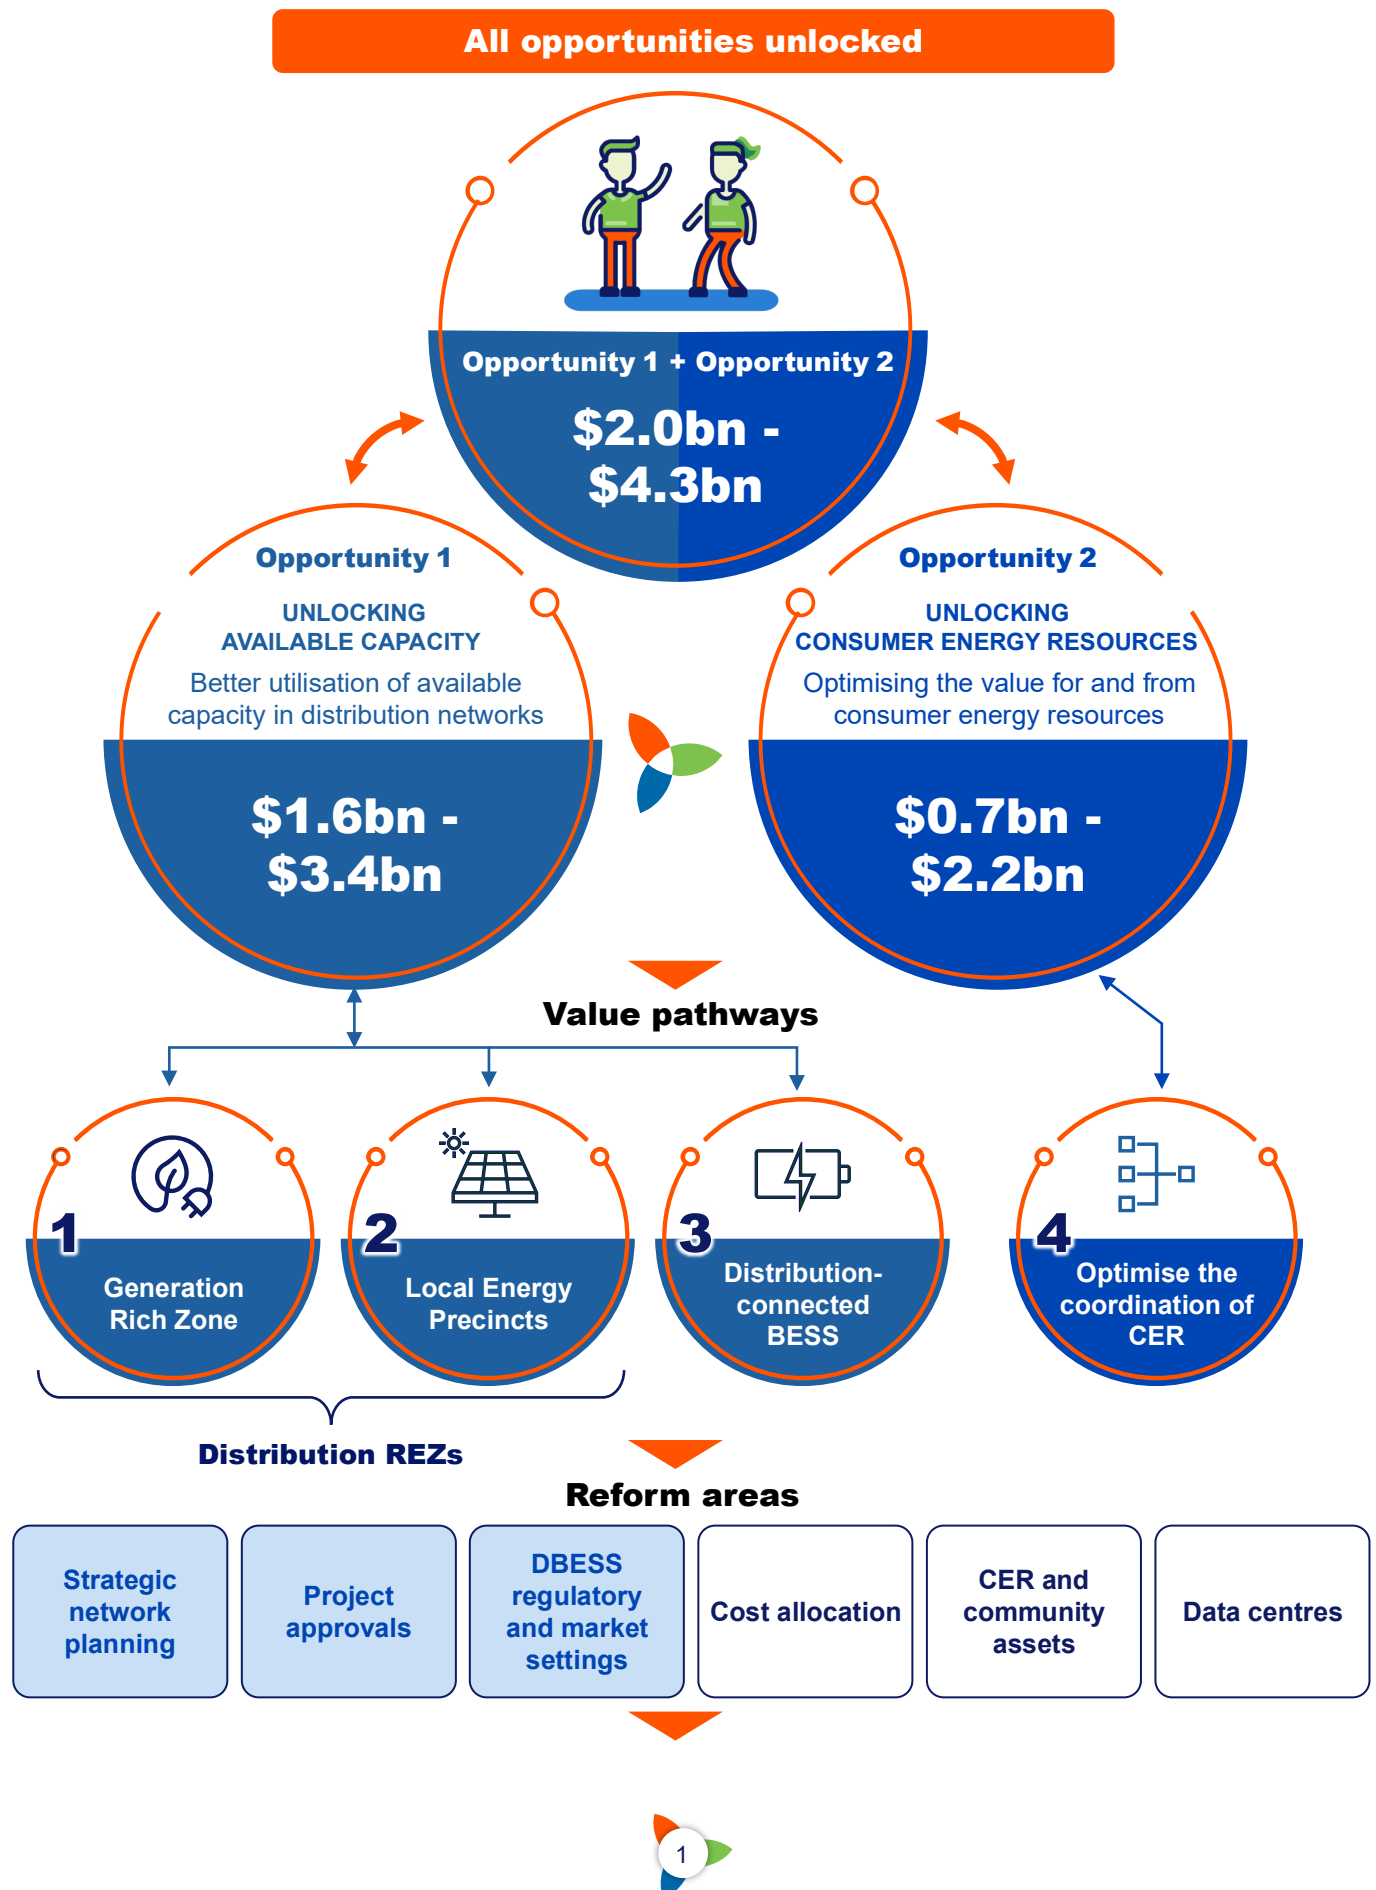 All opportunities unlocked
Opportunity 1 + Opportunity 2
$2.0bn -
$4.3bn
Opportunity 1
UNLOCKING
AVAILABLE CAPACITY
Better utilisation of available
capacity in distribution networks
$1.6bn -
$3.4bn
Opportunity 2
UNLOCKING
CONSUMER ENERGY RESOURCES
Optimising the value for and from
consumer energy resources
$0.7bn -
$2.2bn
Value pathways
1
Generation
Rich Zone
2
Local Energy
Precincts
3
Distribution-
connected
BESS
4
Optimise the
coordination of
CER
Distribution REZs
Reform areas
Strategic
network
planning
Project
approvals
DBESS
regulatory
and market
settings
Cost allocation
CER and
community
assets
Data centres
1